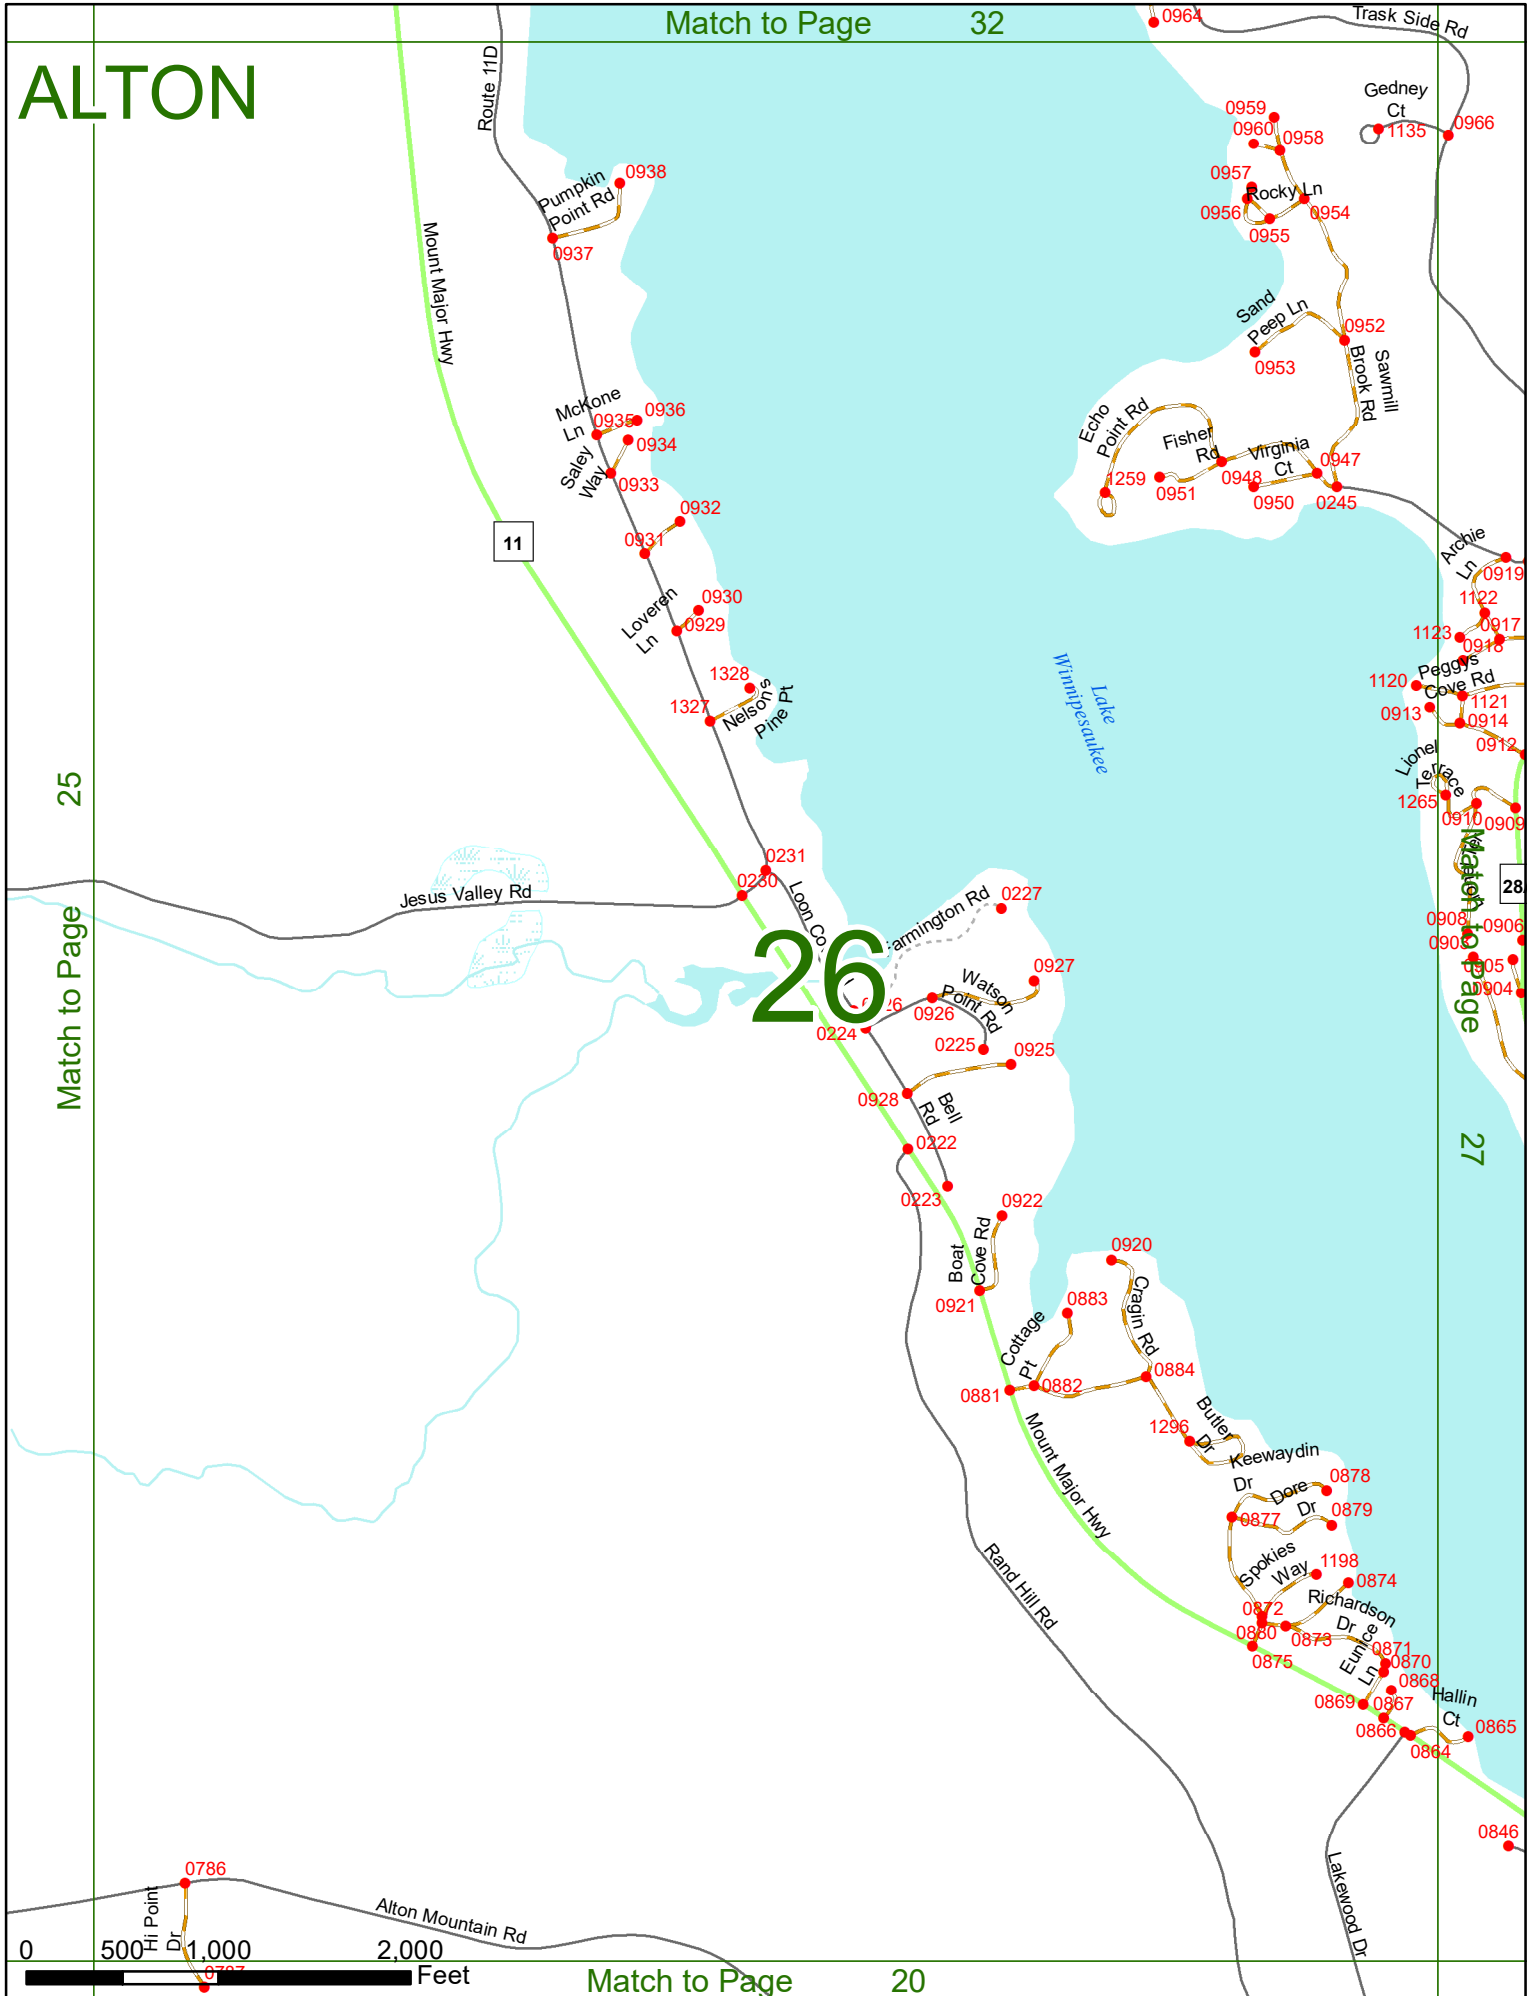 Match to Page 32
ALTON
0964
Trask Side Rd
Route 11D
Gedney
Ct
1135
0966
0959
0960
0958
0957
Rocky Ln
0956
0954
0955
Pumpkin
Point Rd
0938
0937
Mount Major Hwy
Sand
Peep Ln
0952
0953
Sawmill
Brook Rd
McKone
Ln
0935
0936
0934
Saley
Way
0933
Echo
Point Rd
Fisher
Rd
Virginia
Ct
0947
1259
0951
0948
0950
0245
0932
0931
11
Archie
Ln
0919
1122
0917
1123
0918
Loveren
Ln
0930
0929
Peggys
Cove Rd
1120
1121
0913
0914
0912
1328
1327
Nelson's
Pine Pt
Lake
Winnipesaukee
Lionel
Terrace
1265
0910
0909
Match to Page
25
0231
0230
Jesus Valley Rd
Loon Co
Farmington Rd
0227
28
Match to Page
27
0908
0903
0906
0905
0904
26
0224
0926
Watson
Point Rd
0927
0225
0925
0928
Bell
Rd
0222
0223
0922
Boat
Cove Rd
0921
0920
Cragin Rd
0883
Cottage
Pt
0881
0882
0884
1296
Butler
Dr
Mount Major Hwy
Keewaydin
Dr
Dore
Dr
0878
0877
0879
Rand Hill Rd
Spokies
Way
1198
0874
0872
0880
0873
0875
Richardson
Dr
Eunice
Ln
0871
0870
0868
0869
0867
0866
Hallin
Ct
0865
0864
0846
Lakewood Dr
0786
Hi Point
Dr
0787
Alton Mountain Rd
0 500 1,000 2,000
Feet
Match to Page 20